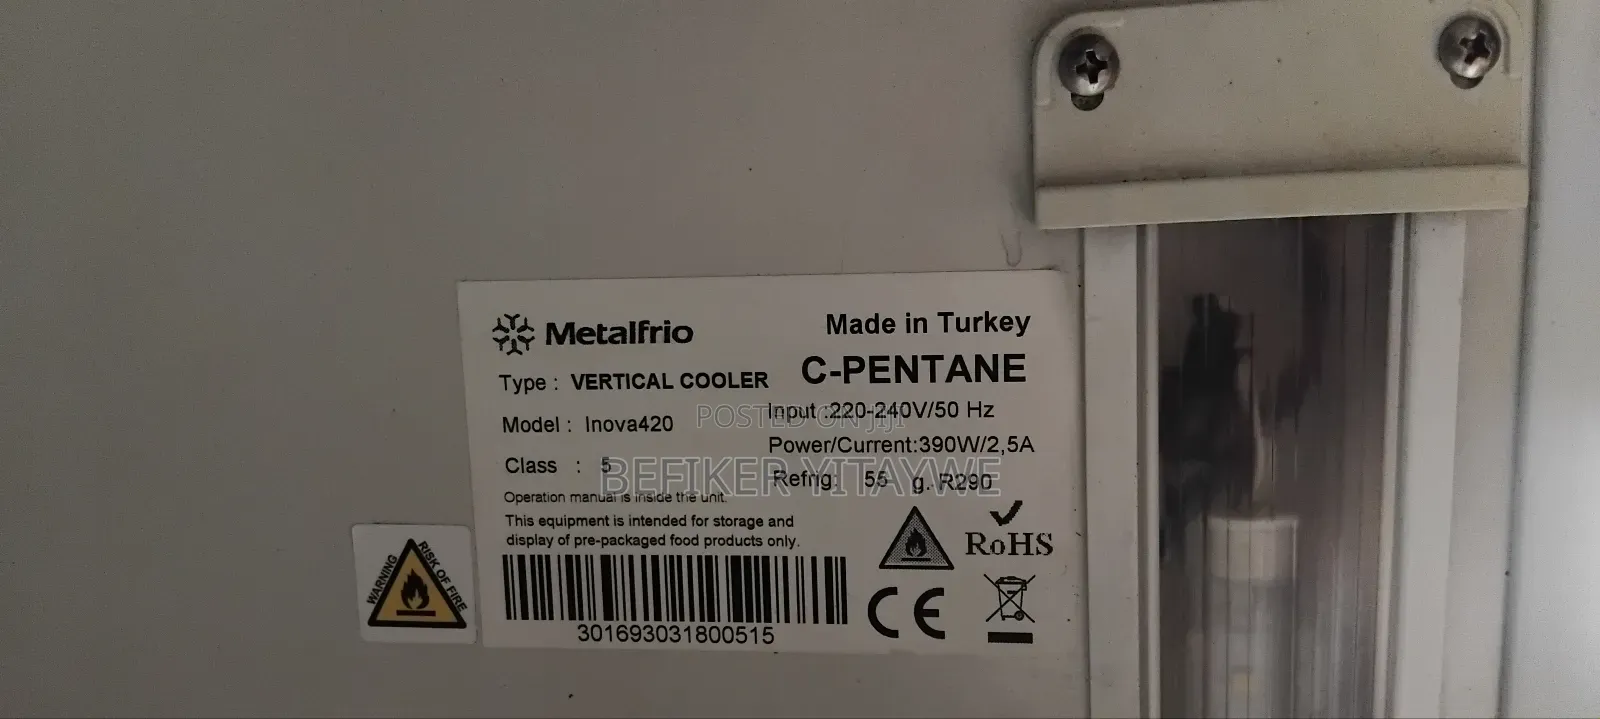 Metalfrio
Made in Turkey
Type : VERTICAL COOLER
C-PENTANE
Model : Inova420
Input :220-240V/50 Hz
Power/Current:390W/2,5A
Class : 5
Refrig: 55 g. R290
Operation manual is inside the unit.
This equipment is intended for storage and
display of pre-packaged food products only.
RoHS
CE
301693031800515
WARNING
RISK OF FIRE
POSTED ON JIJI
BEFIKER YITAYWE